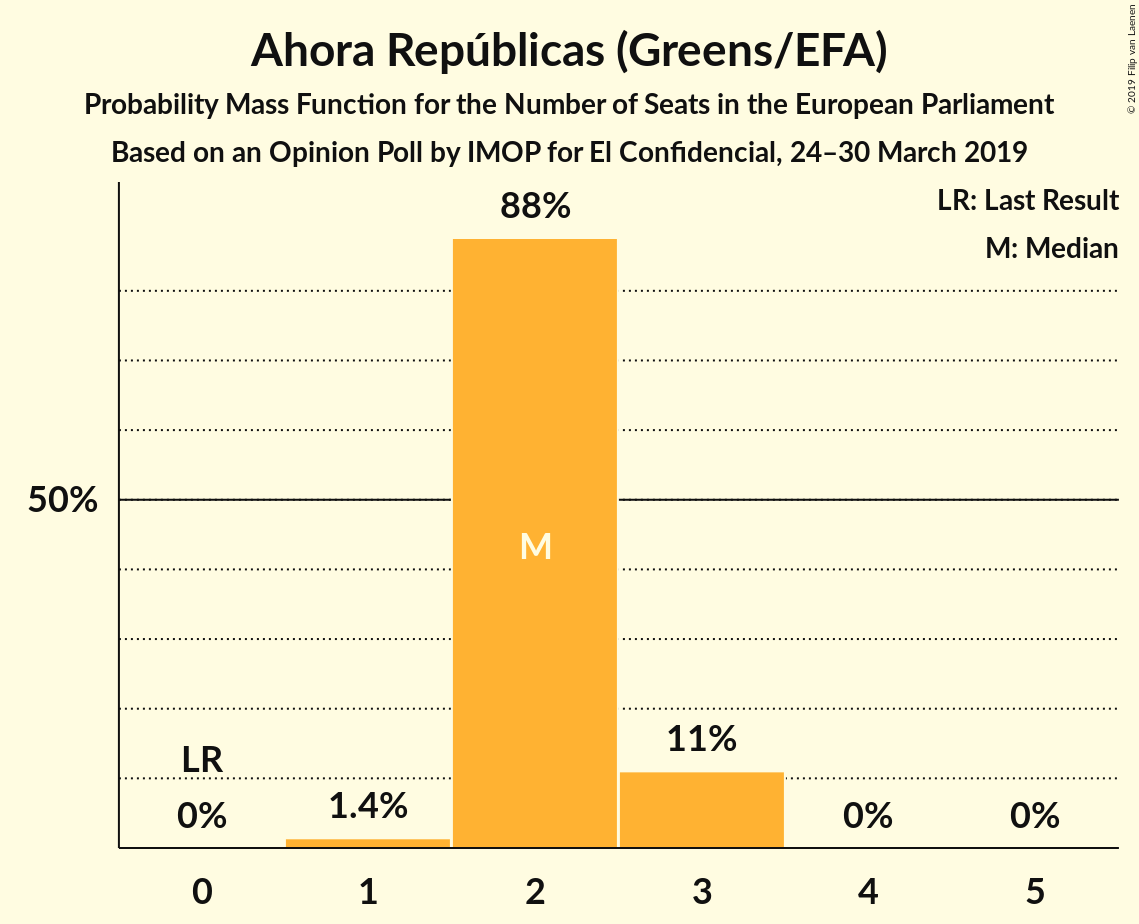 Ahora Repúblicas (Greens/EFA)
Probability Mass Function for the Number of Seats in the European Parliament
Based on an Opinion Poll by IMOP for El Confidencial, 24–30 March 2019
© 2019 Filip van Laenen
LR: Last Result
M: Median
88%
50%
M
11%
LR
1.4%
0%
0%
0%
0
1
2
3
4
5